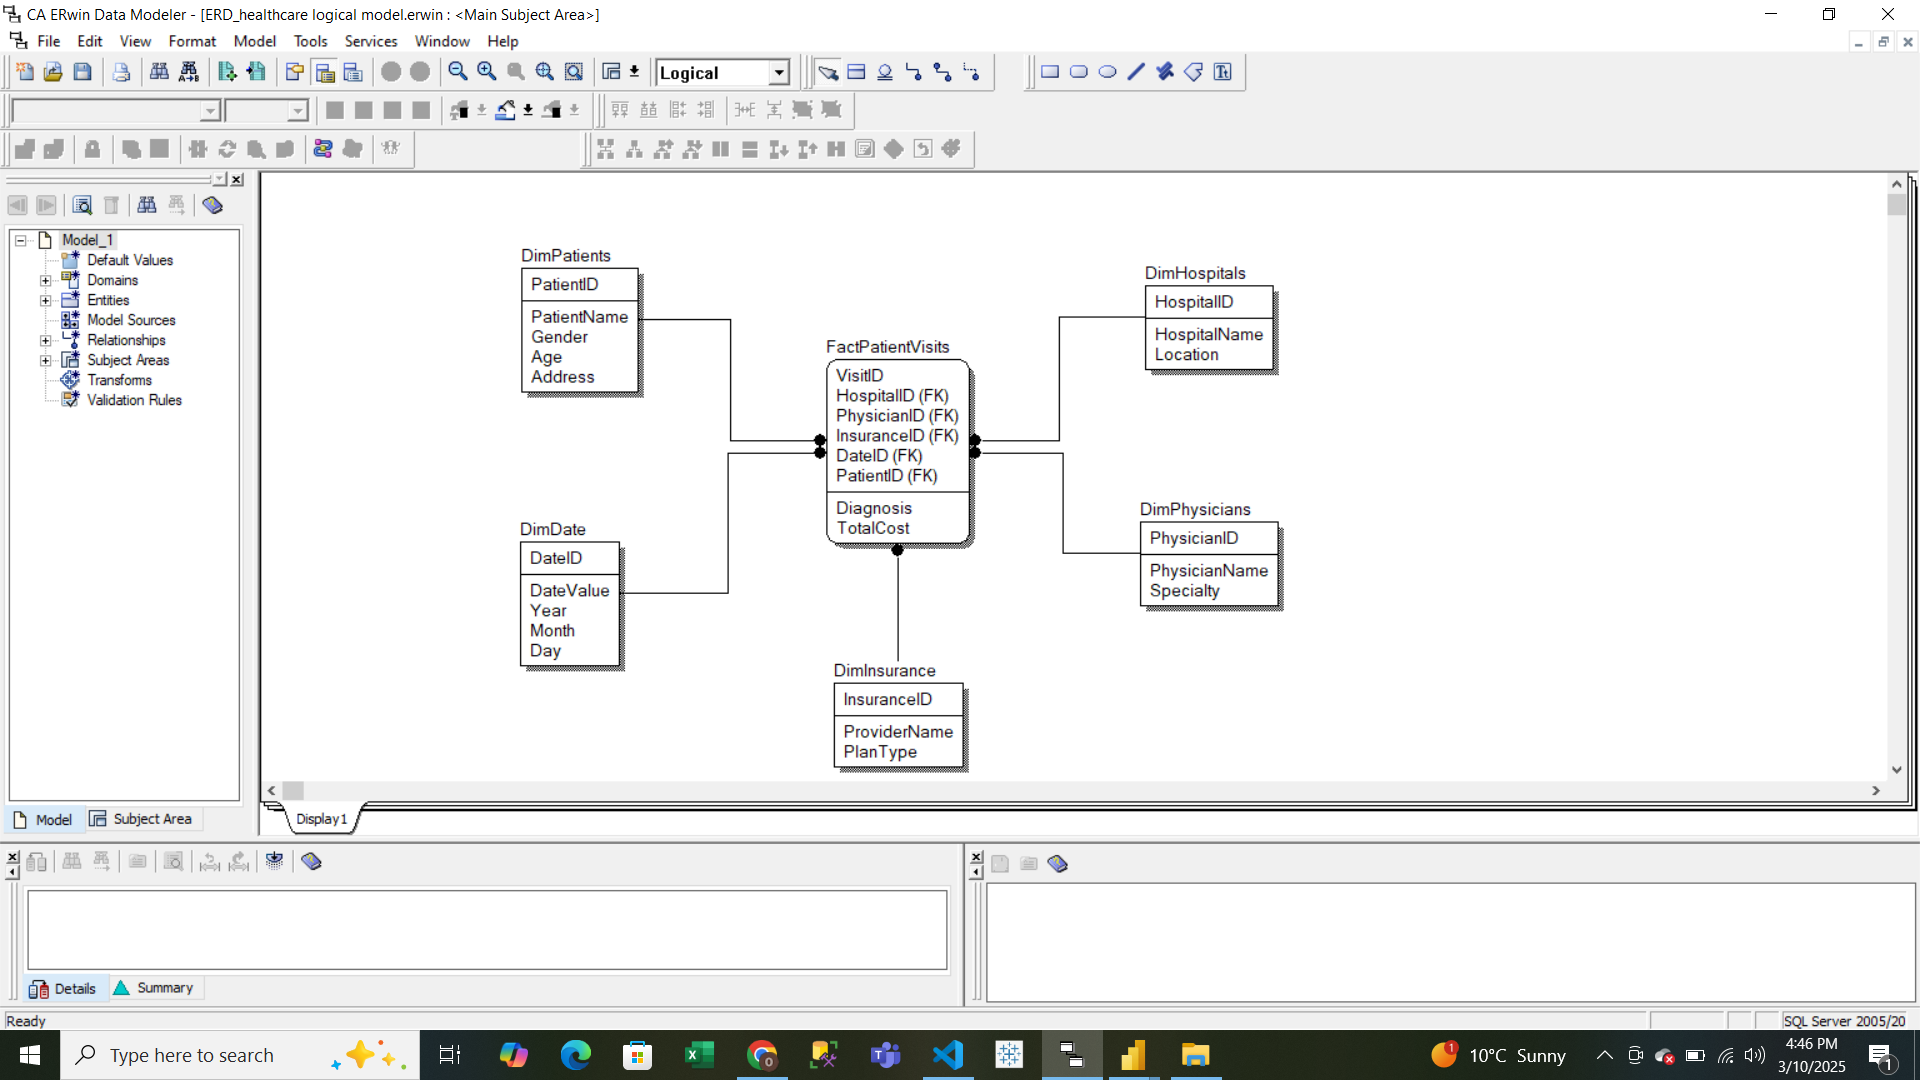 CA ERwin Data Modeler - [ERD_healthcare logical model.erwin : <Main Subject Area>]
File Edit View Format Model Tools Services Window Help
Logical
Model_1
Default Values
Domains
Entities
Model Sources
Relationships
Subject Areas
Transforms
Validation Rules
Model Subject Area
DimPatients
PatientID
PatientName
Gender
Age
Address
DimHospitals
HospitalID
HospitalName
Location
FactPatientVisits
VisitID
HospitalID (FK)
PhysicianID (FK)
InsuranceID (FK)
DateID (FK)
PatientID (FK)
Diagnosis
TotalCost
DimDate
DateID
DateValue
Year
Month
Day
DimPhysicians
PhysicianID
PhysicianName
Specialty
DimInsurance
InsuranceID
ProviderName
PlanType
Display1
Details Summary
Ready
SQL Server 2005/20
Type here to search
10°C Sunny
4:46 PM
3/10/2025